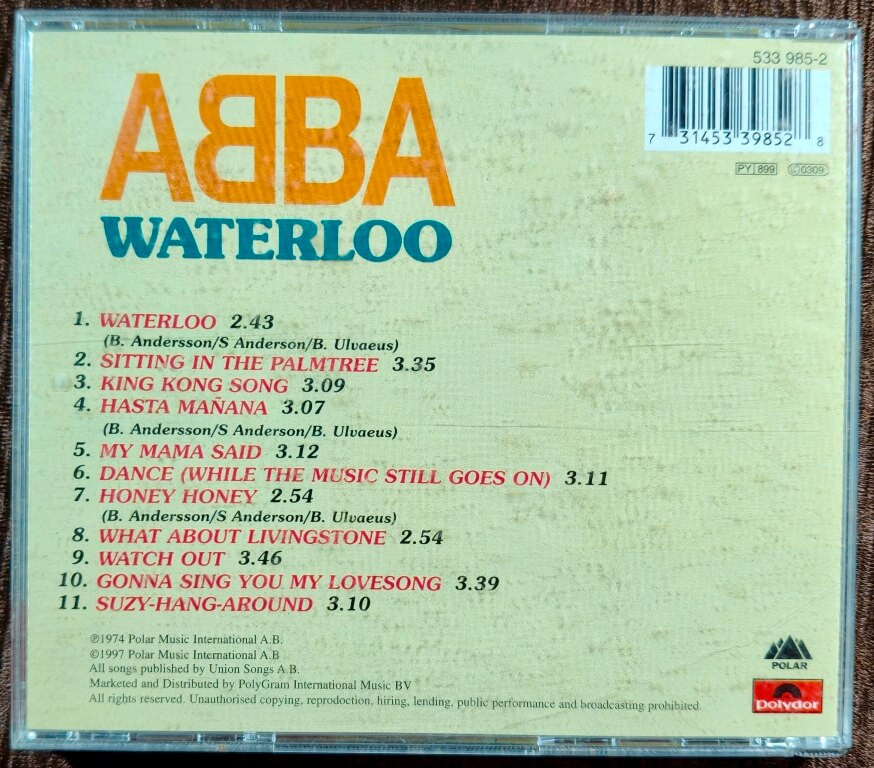 533 985-2
7 31453 39852 8
PY 899 0309
ABBA
WATERLOO
1. WATERLOO 2.43
(B. Andersson/S Anderson/B. Ulvaeus)
2. SITTING IN THE PALMTREE 3.35
3. KING KONG SONG 3.09
4. HASTA MAÑANA 3.07
(B. Andersson/S Anderson/B. Ulvaeus)
5. MY MAMA SAID 3.12
6. DANCE (WHILE THE MUSIC STILL GOES ON) 3.11
7. HONEY HONEY 2.54
(B. Andersson/S Anderson/B. Ulvaeus)
8. WHAT ABOUT LIVINGSTONE 2.54
9. WATCH OUT 3.46
10. GONNA SING YOU MY LOVESONG 3.39
11. SUZY-HANG-AROUND 3.10
℗1974 Polar Music International A.B.
©1997 Polar Music International A.B
All songs published by Union Songs A.B.
Marketed and Distributed by PolyGram International Music BV
All rights reserved. Unauthorised copying, reprodoction, hiring, lending, public performance and broadcasting prohibited.
POLAR
polydor